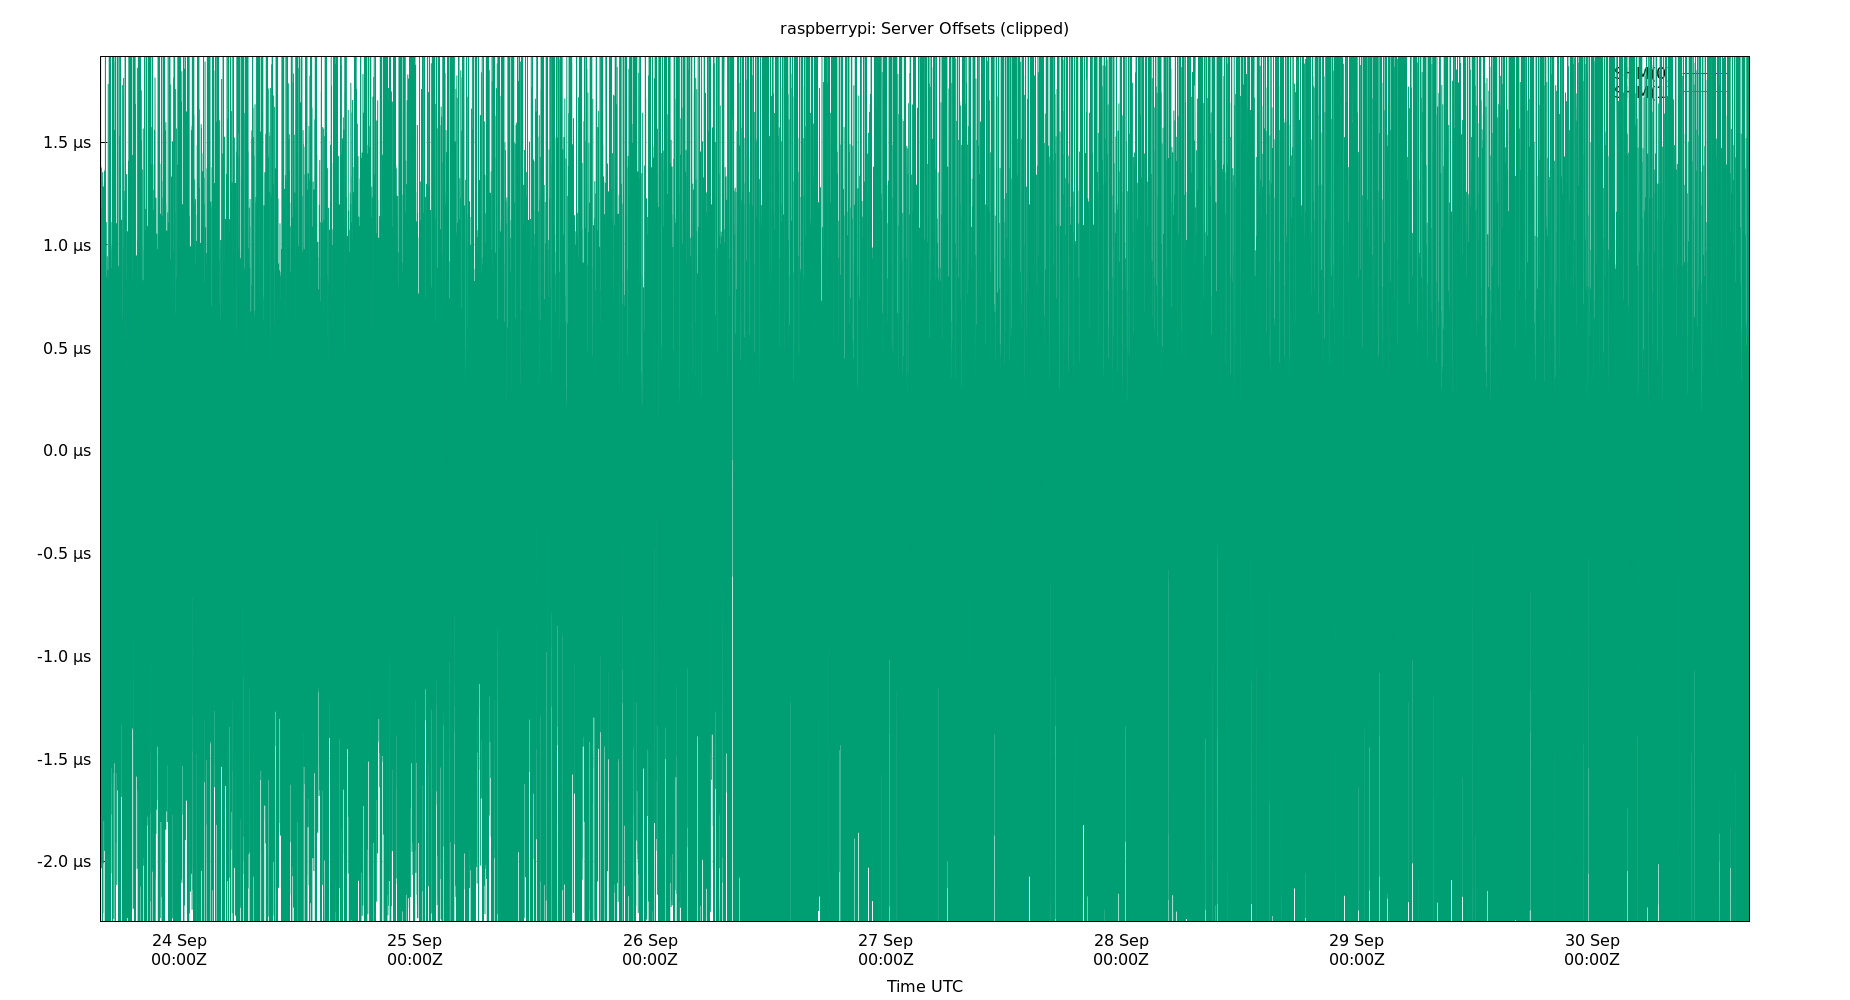 raspberrypi: Server Offsets (clipped)
1.5 µs
1.0 µs
0.5 µs
0.0 µs
-0.5 µs
-1.0 µs
-1.5 µs
-2.0 µs
24 Sep 25 Sep 26 Sep 27 Sep 28 Sep 29 Sep 30 Sep
00:00Z 00:00Z 00:00Z 00:00Z 00:00Z 00:00Z 00:00Z
Time UTC